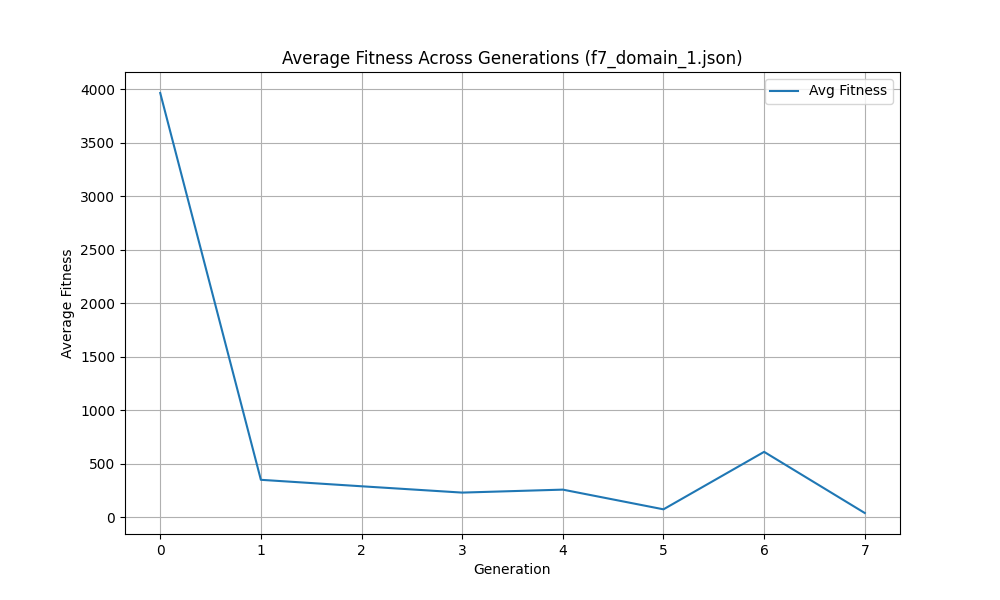 Average Fitness Across Generations (f7_domain_1.json)
Avg Fitness
4000
3500
3000
2500
2000
1500
1000
500
0
Average Fitness
0 1 2 3 4 5 6 7
Generation